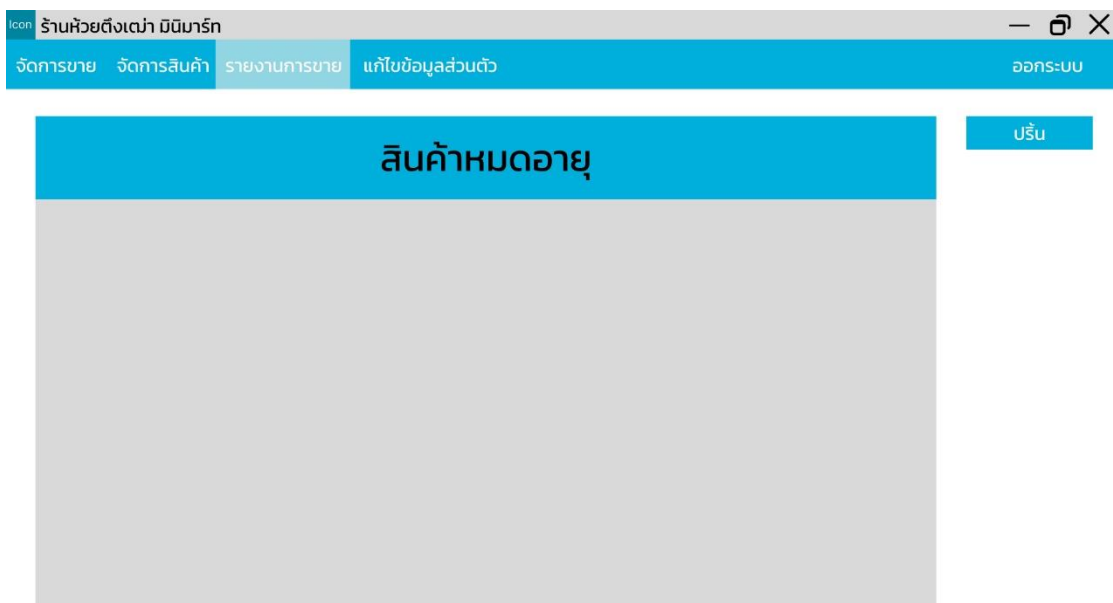 Icon ร้านห้วยตึงเฒ่า มินิมาร์ท
จัดการขาย จัดการสินค้า รายงานการขาย แก้ไขข้อมูลส่วนตัว ออกระบบ
สินค้าหมดอายุ
ปริ้น